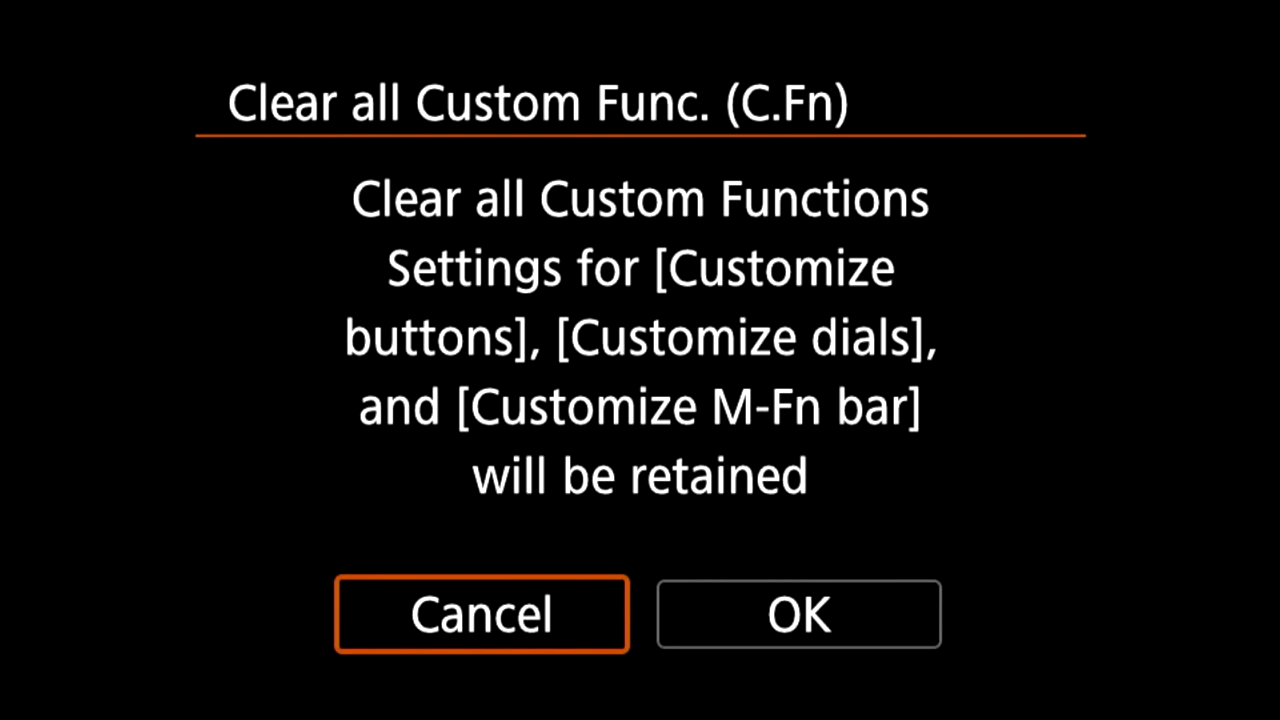 Clear all Custom Func. (C.Fn)
Clear all Custom Functions
Settings for [Customize
buttons], [Customize dials],
and [Customize M-Fn bar]
will be retained
Cancel OK